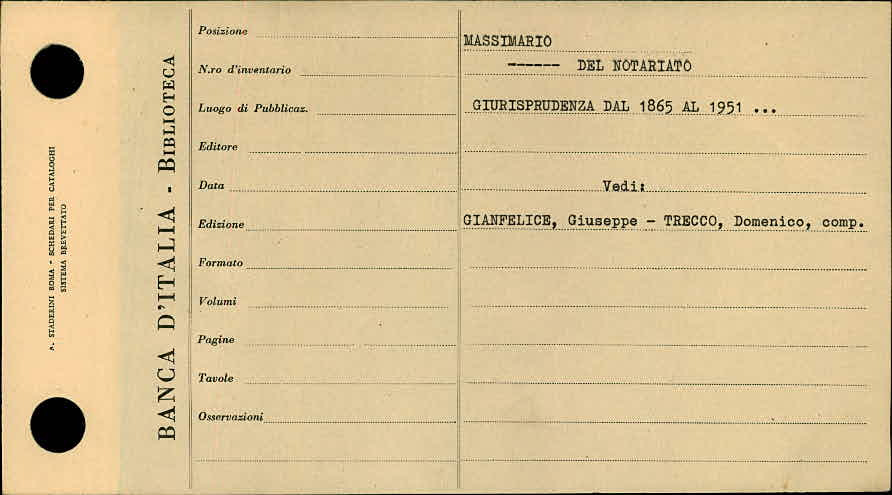 A. STADERINI ROMA - SCHEDARI PER CATALOGHI
SISTEMA BREVETTATO
BANCA D'ITALIA - BIBLIOTECA
Posizione
N.ro d'inventario
Luogo di Pubblicaz.
Editore
Data
Edizione
Formato
Volumi
Pagine
Tavole
Osservazioni
MASSIMARIO
------ DEL NOTARIATO
GIURISPRUDENZA DAL 1865 AL 1951 ...
Vedi:
GIANFELICE, Giuseppe - TRECCO, Domenico, comp.